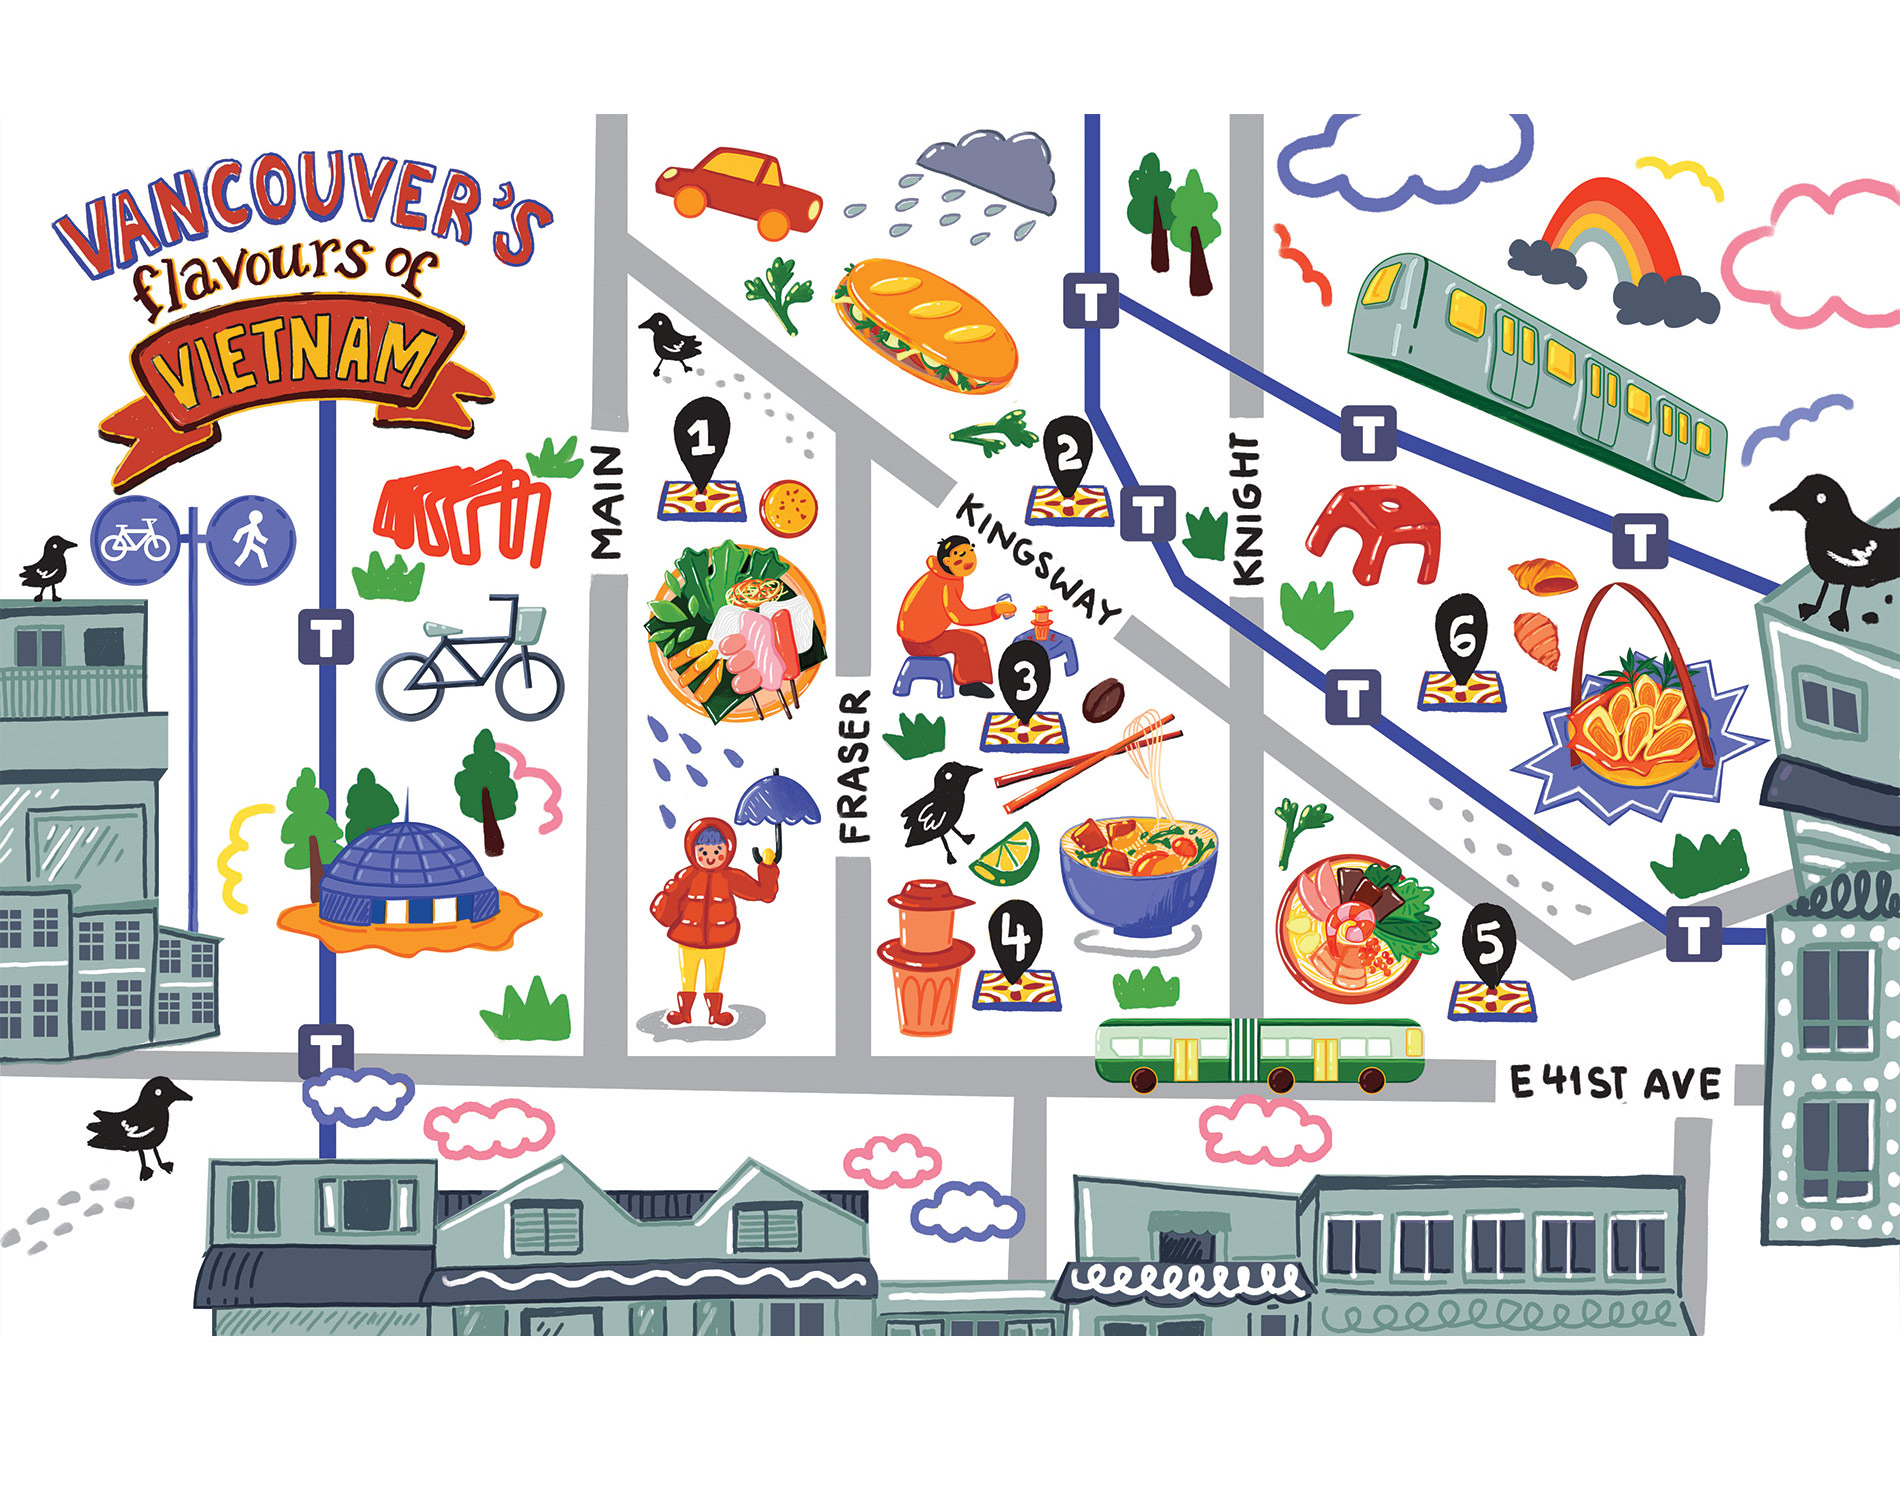 VANCOUVER'S
flavours of
VIETNAM
T
MAIN
1
2
T
KINGSWAY
KNIGHT
T
T
T
6
T
3
FRASER
T
4
5
T
T
E 41ST AVE